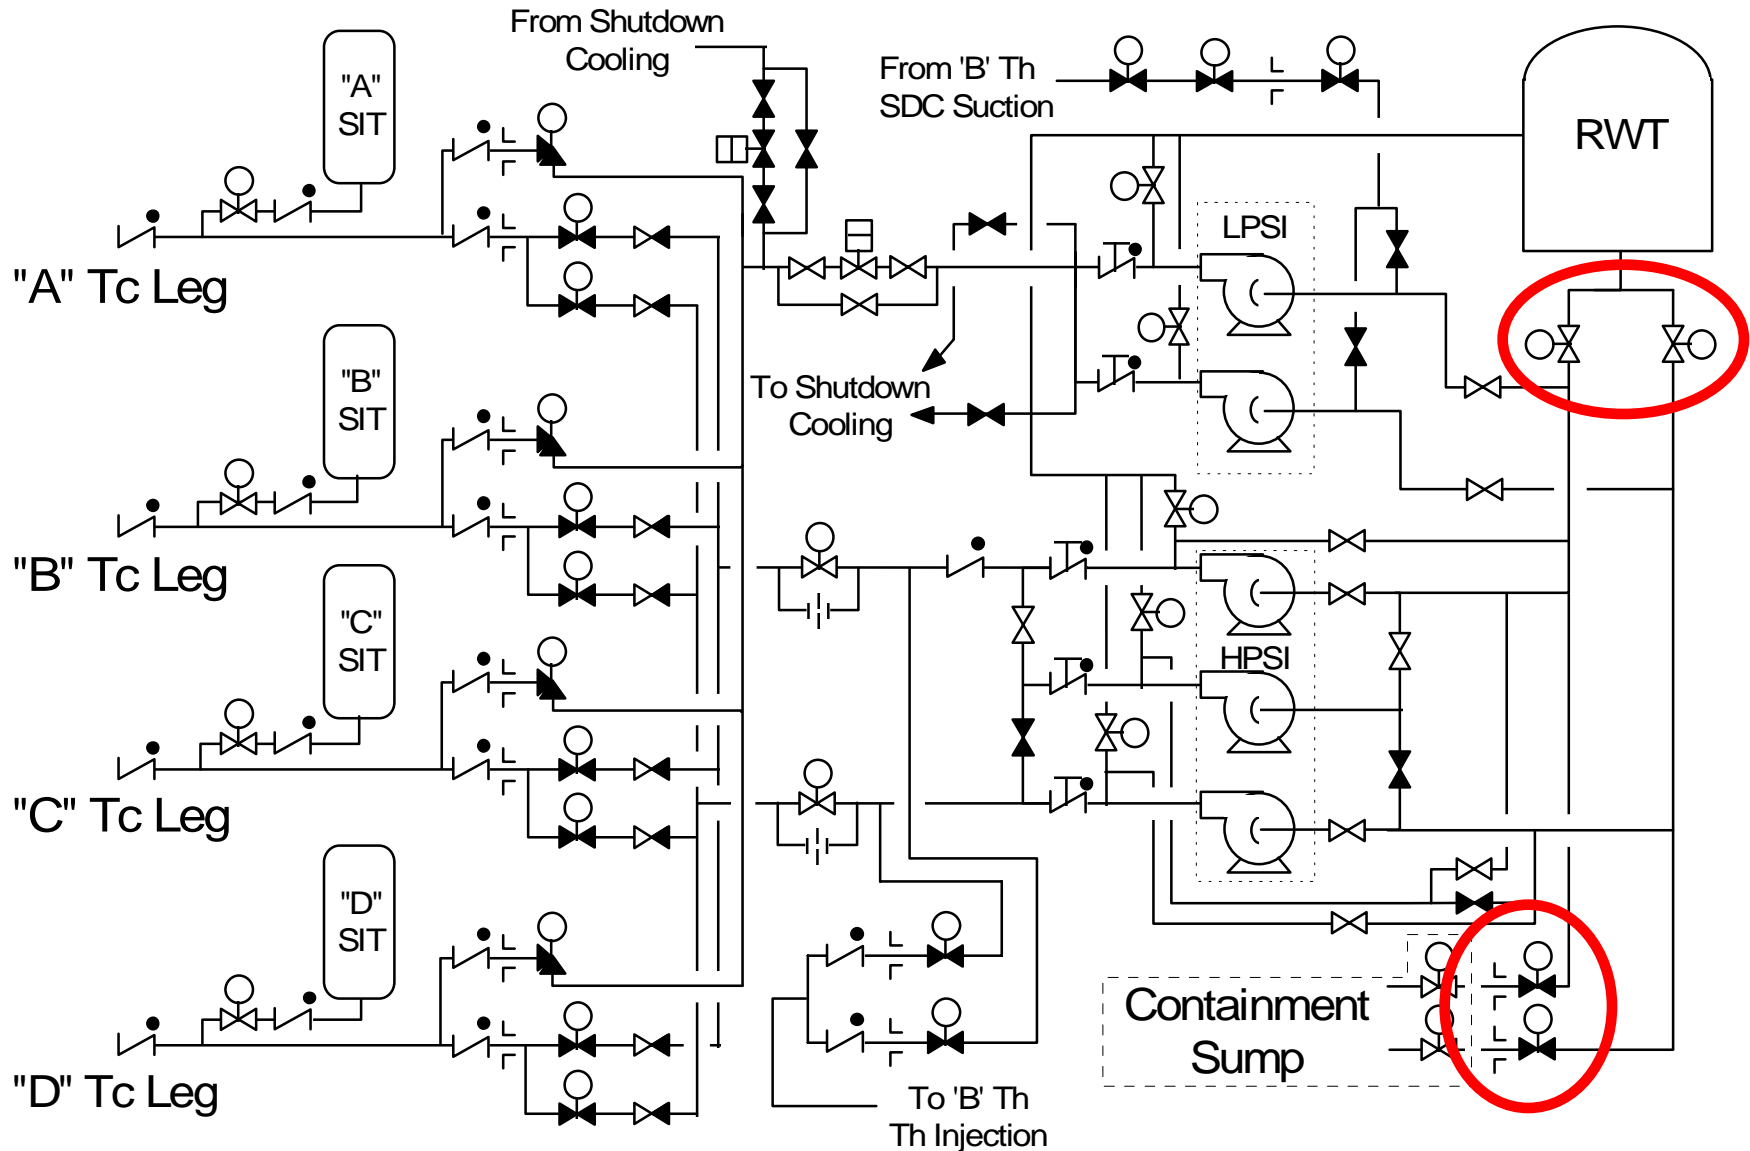 From Shutdown
Cooling
From 'B' Th
SDC Suction
RWT
"A"
SIT
"A" Tc Leg
LPSI
"B"
SIT
To Shutdown
Cooling
"B" Tc Leg
"C"
SIT
HPSI
"C" Tc Leg
"D"
SIT
Containment
Sump
"D" Tc Leg
To 'B' Th
Th Injection